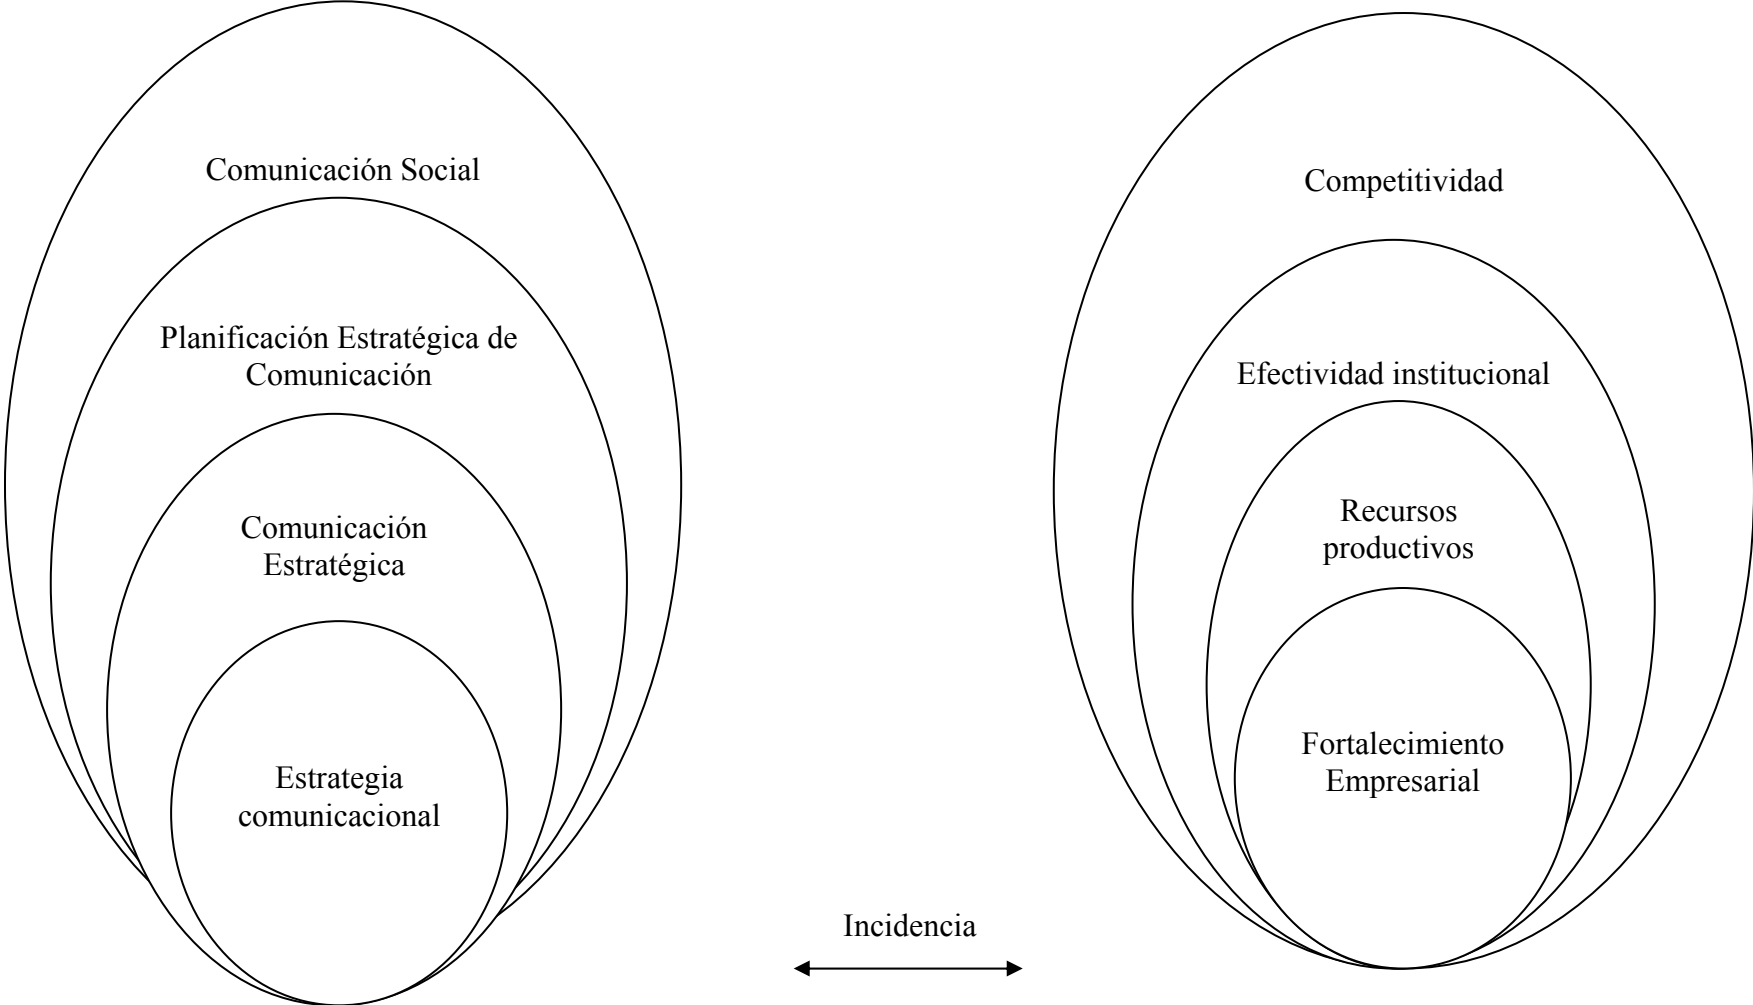 Comunicación Social
Planificación Estratégica de
Comunicación
Comunicación
Estratégica
Estrategia
comunicacional
Incidencia
Competitividad
Efectividad institucional
Recursos
productivos
Fortalecimiento
Empresarial